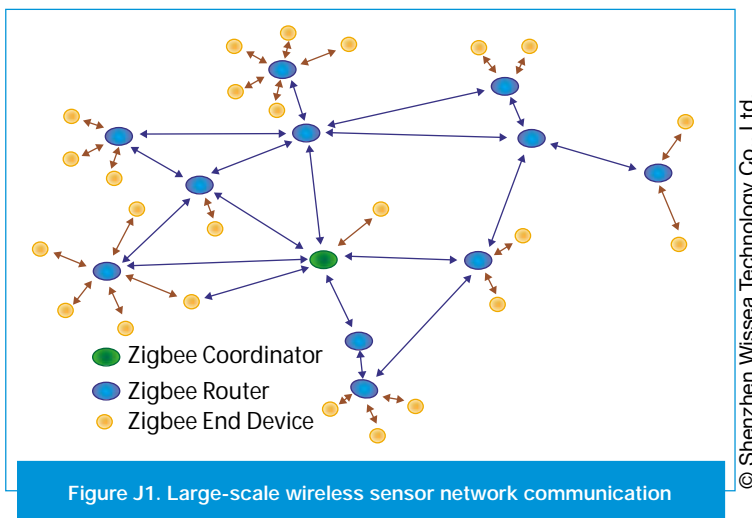 Zigbee Coordinator
Zigbee Router
Zigbee End Device
Figure J1. Large-scale wireless sensor network communication
© Shenzhen Wissea Technology Co., Ltd